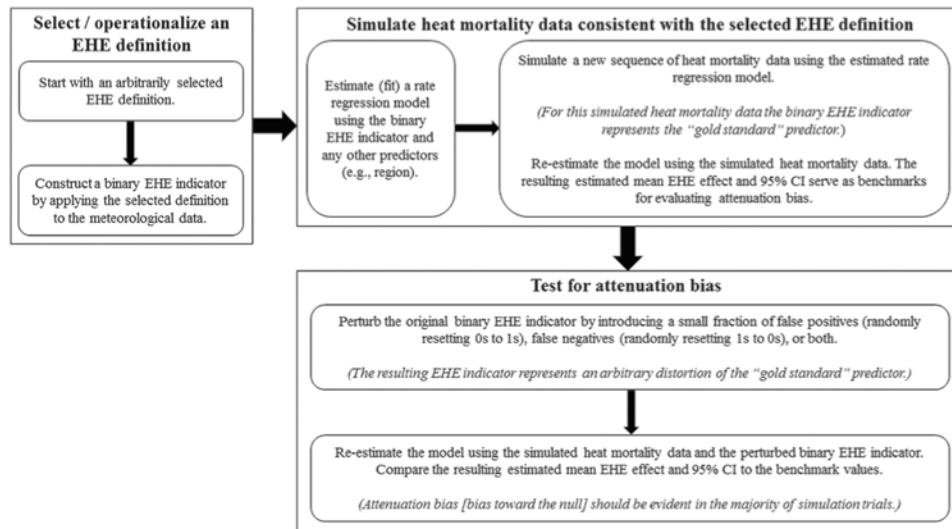 Select / operationalize an
EHE definition
Start with an arbitrarily selected
EHE definition.
Construct a binary EHE indicator
by applying the selected definition
to the meteorological data.
Simulate heat mortality data consistent with the selected EHE definition
Estimate (fit) a rate
regression model
using the binary
EHE indicator and
any other predictors
(e.g., region).
Simulate a new sequence of heat mortality data using the estimated rate
regression model.
(For this simulated heat mortality data the binary EHE indicator
represents the “gold standard” predictor.)
Re-estimate the model using the simulated heat mortality data. The
resulting estimated mean EHE effect and 95% CI serve as benchmarks
for evaluating attenuation bias.
Test for attenuation bias
Perturb the original binary EHE indicator by introducing a small fraction of false positives (randomly
resetting 0s to 1s), false negatives (randomly resetting 1s to 0s), or both.
(The resulting EHE indicator represents an arbitrary distortion of the “gold standard” predictor.)
Re-estimate the model using the simulated heat mortality data and the perturbed binary EHE indicator.
Compare the resulting estimated mean EHE effect and 95% CI to the benchmark values.
(Attenuation bias [bias toward the null] should be evident in the majority of simulation trials.)